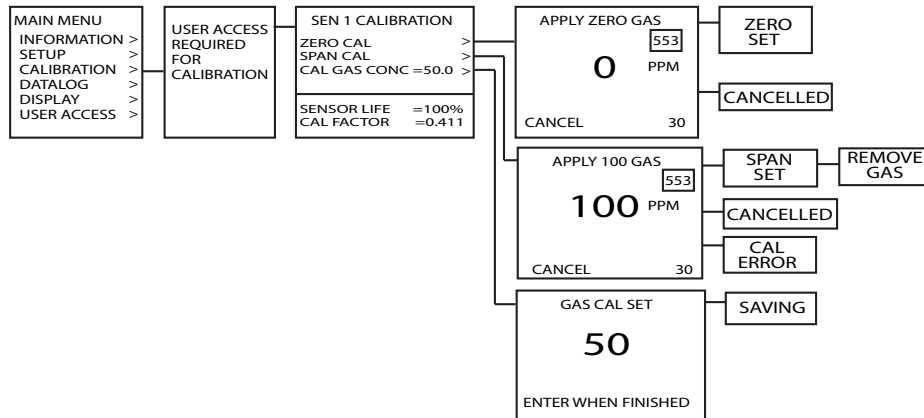 MAIN MENU
INFORMATION >
SETUP >
CALIBRATION >
DATALOG >
DISPLAY >
USER ACCESS >
USER ACCESS
REQUIRED
FOR
CALIBRATION
SEN 1 CALIBRATION
ZERO CAL >
SPAN CAL >
CAL GAS CONC =50.0 >
SENSOR LIFE =100%
CAL FACTOR =0.411
APPLY ZERO GAS
553
0 PPM
CANCEL 30
ZERO
SET
CANCELLED
APPLY 100 GAS
553
100 PPM
CANCEL 30
SPAN
SET
REMOVE
GAS
CANCELLED
CAL
ERROR
GAS CAL SET
50
ENTER WHEN FINISHED
SAVING